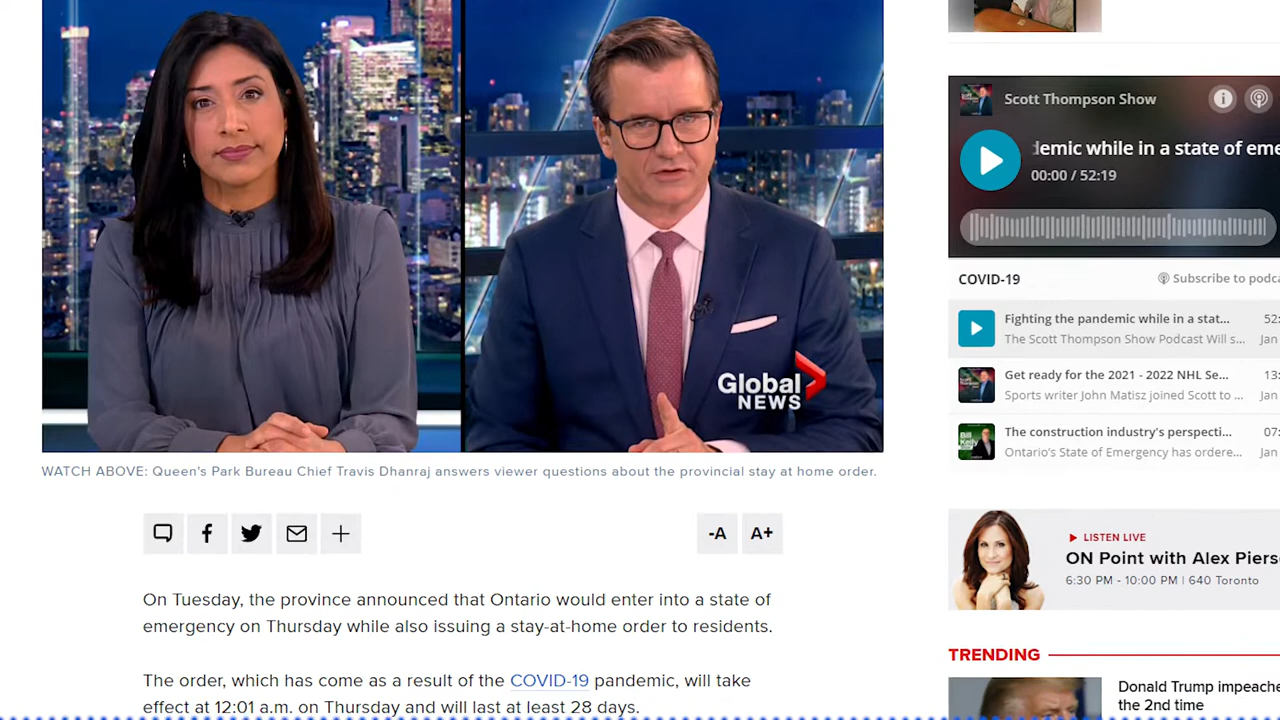 Global
NEWS
WATCH ABOVE: Queen's Park Bureau Chief Travis Dhanraj answers viewer questions about the provincial stay at home order.
-A
A+
On Tuesday, the province announced that Ontario would enter into a state of
emergency on Thursday while also issuing a stay-at-home order to residents.
The order, which has come as a result of the COVID-19 pandemic, will take
effect at 12:01 a.m. on Thursday and will last at least 28 days.
Scott Thompson Show
demic while in a state of eme
00:00 / 52:19
COVID-19
Subscribe to podca
Fighting the pandemic while in a stat... 52:
The Scott Thompson Show Podcast Will s... Jan
Get ready for the 2021 - 2022 NHL Se... 13:
Sports writer John Matisz joined Scott to ... Jan
The construction industry's perspecti... 07:
Ontario's State of Emergency has ordere... Jan
LISTEN LIVE
ON Point with Alex Piers
6:30 PM - 10:00 PM | 640 Toronto
TRENDING
Donald Trump impeache
the 2nd time